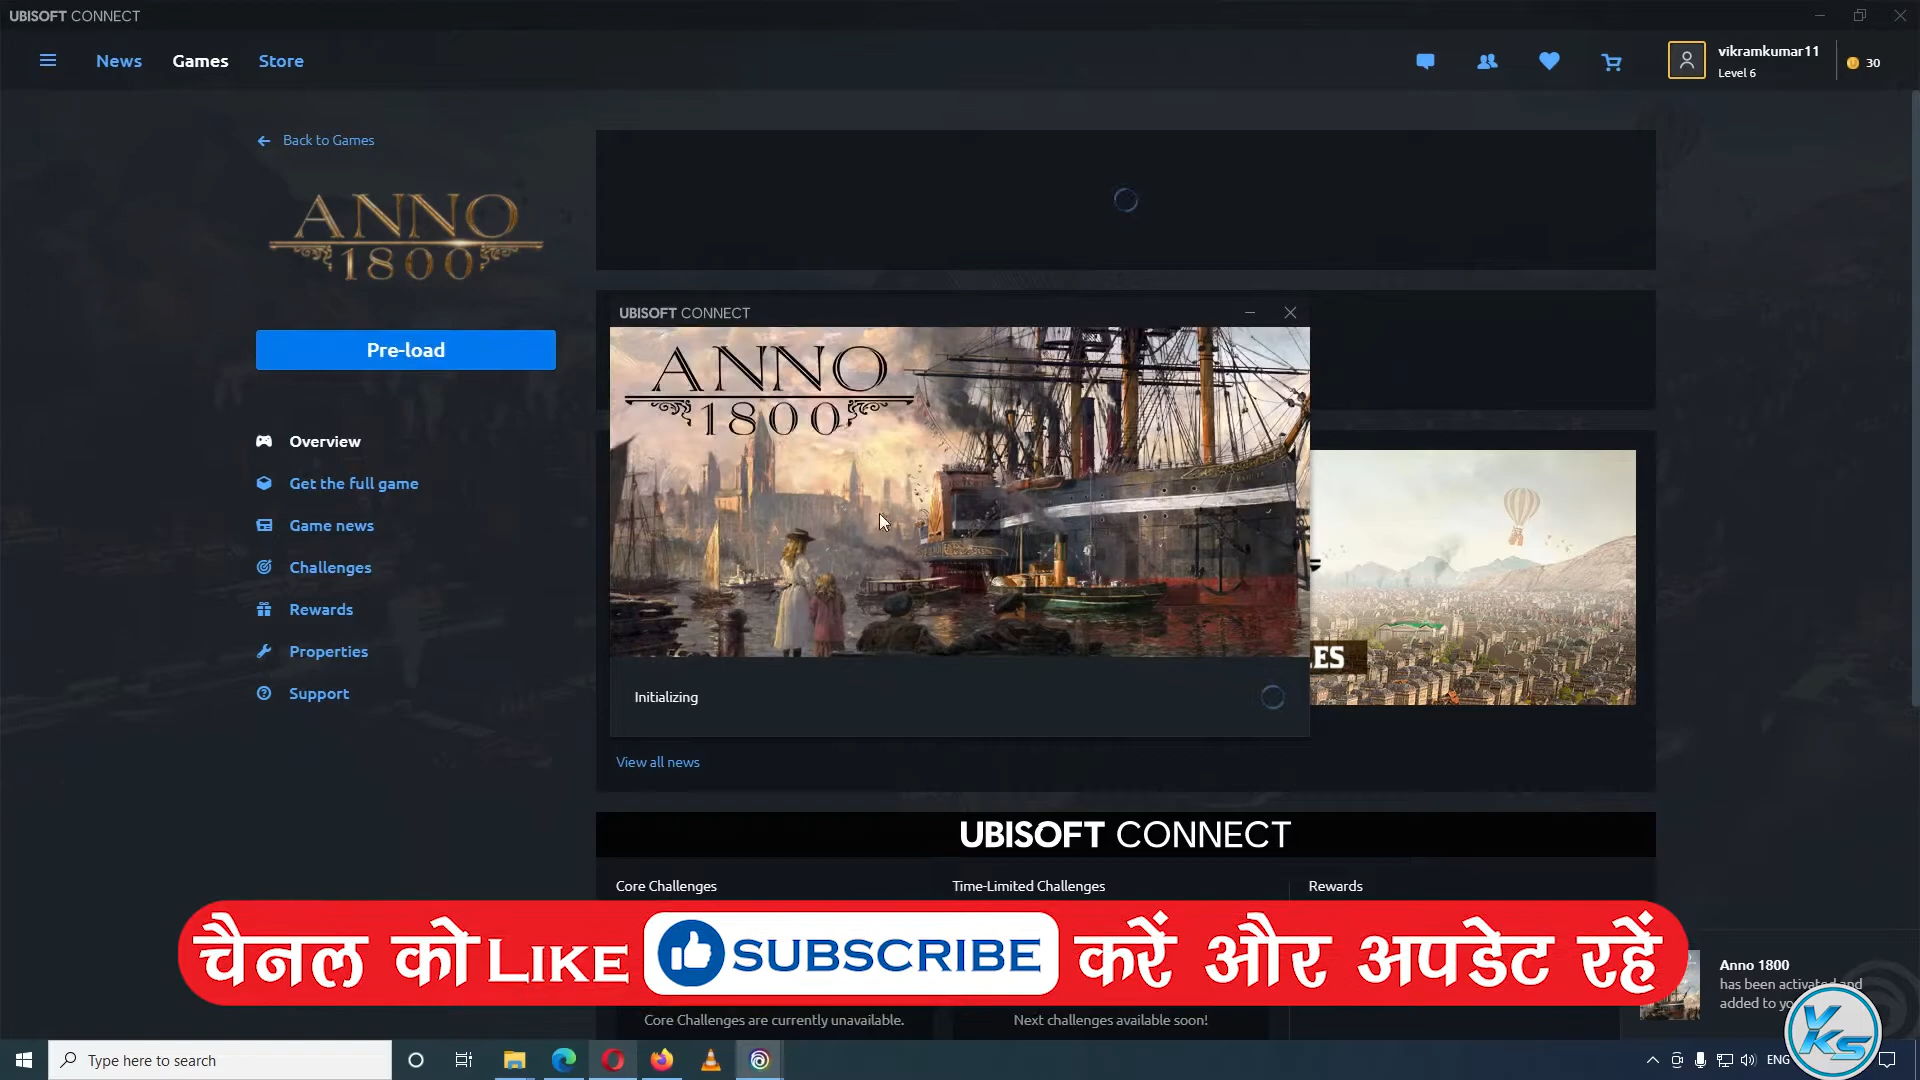 UBISOFT CONNECT
News Games Store
vikramkumar11
Level 6
30
Back to Games
ANNO
1800
Pre-load
Overview
Get the full game
Game news
Challenges
Rewards
Properties
Support
UBISOFT CONNECT
ANNO
1800
Initializing
ES
View all news
UBISOFT CONNECT
Core Challenges
Time-Limited Challenges
Rewards
चैनल को LIKE SUBSCRIBE करें और अपडेट रहें
Core Challenges are currently unavailable.
Next challenges available soon!
Anno 1800
has been activated and
added to yo
Type here to search
ENG
YKS